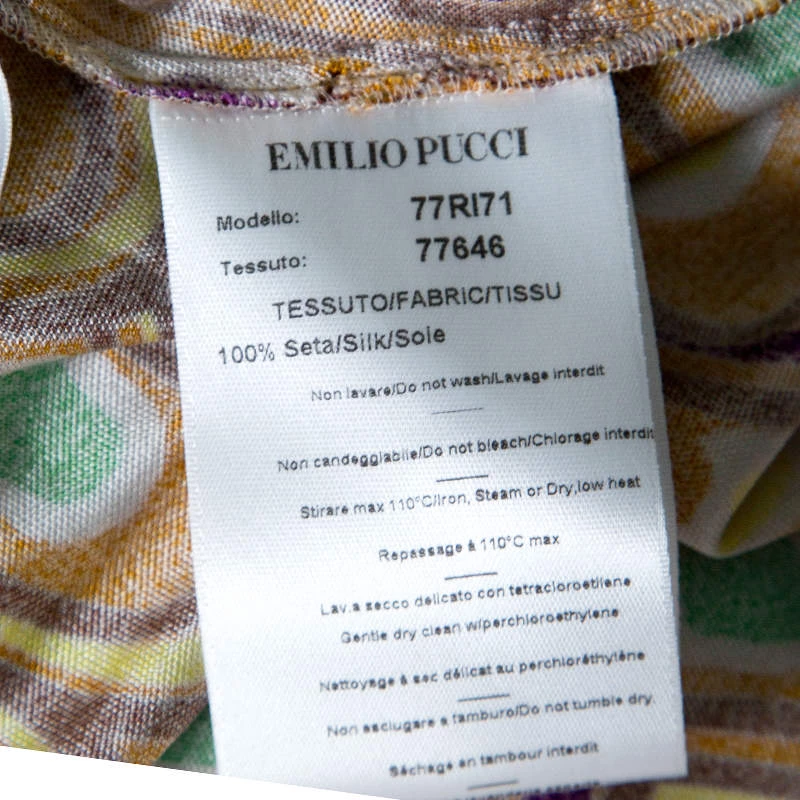 EMILIO PUCCI
Modello: 77RI71
Tessuto: 77646
TESSUTO/FABRIC/TISSU
100% Seta/Silk/Soie
Non lavare/Do not wash/Lavage interdit
Non candeggiabile/Do not bleach/Chlorage interdit
Stirare max 110°C/Iron, Steam or Dry,low heat
Repassage à 110°C max
Lav.a secco delicato con tetracloroetilene
Gentle dry clean w/perchloroethylene
Nettoyage à sec délicat au perchloréthylène
Non asciugare a tamburo/Do not tumble dry.
Séchage en tambour interdit